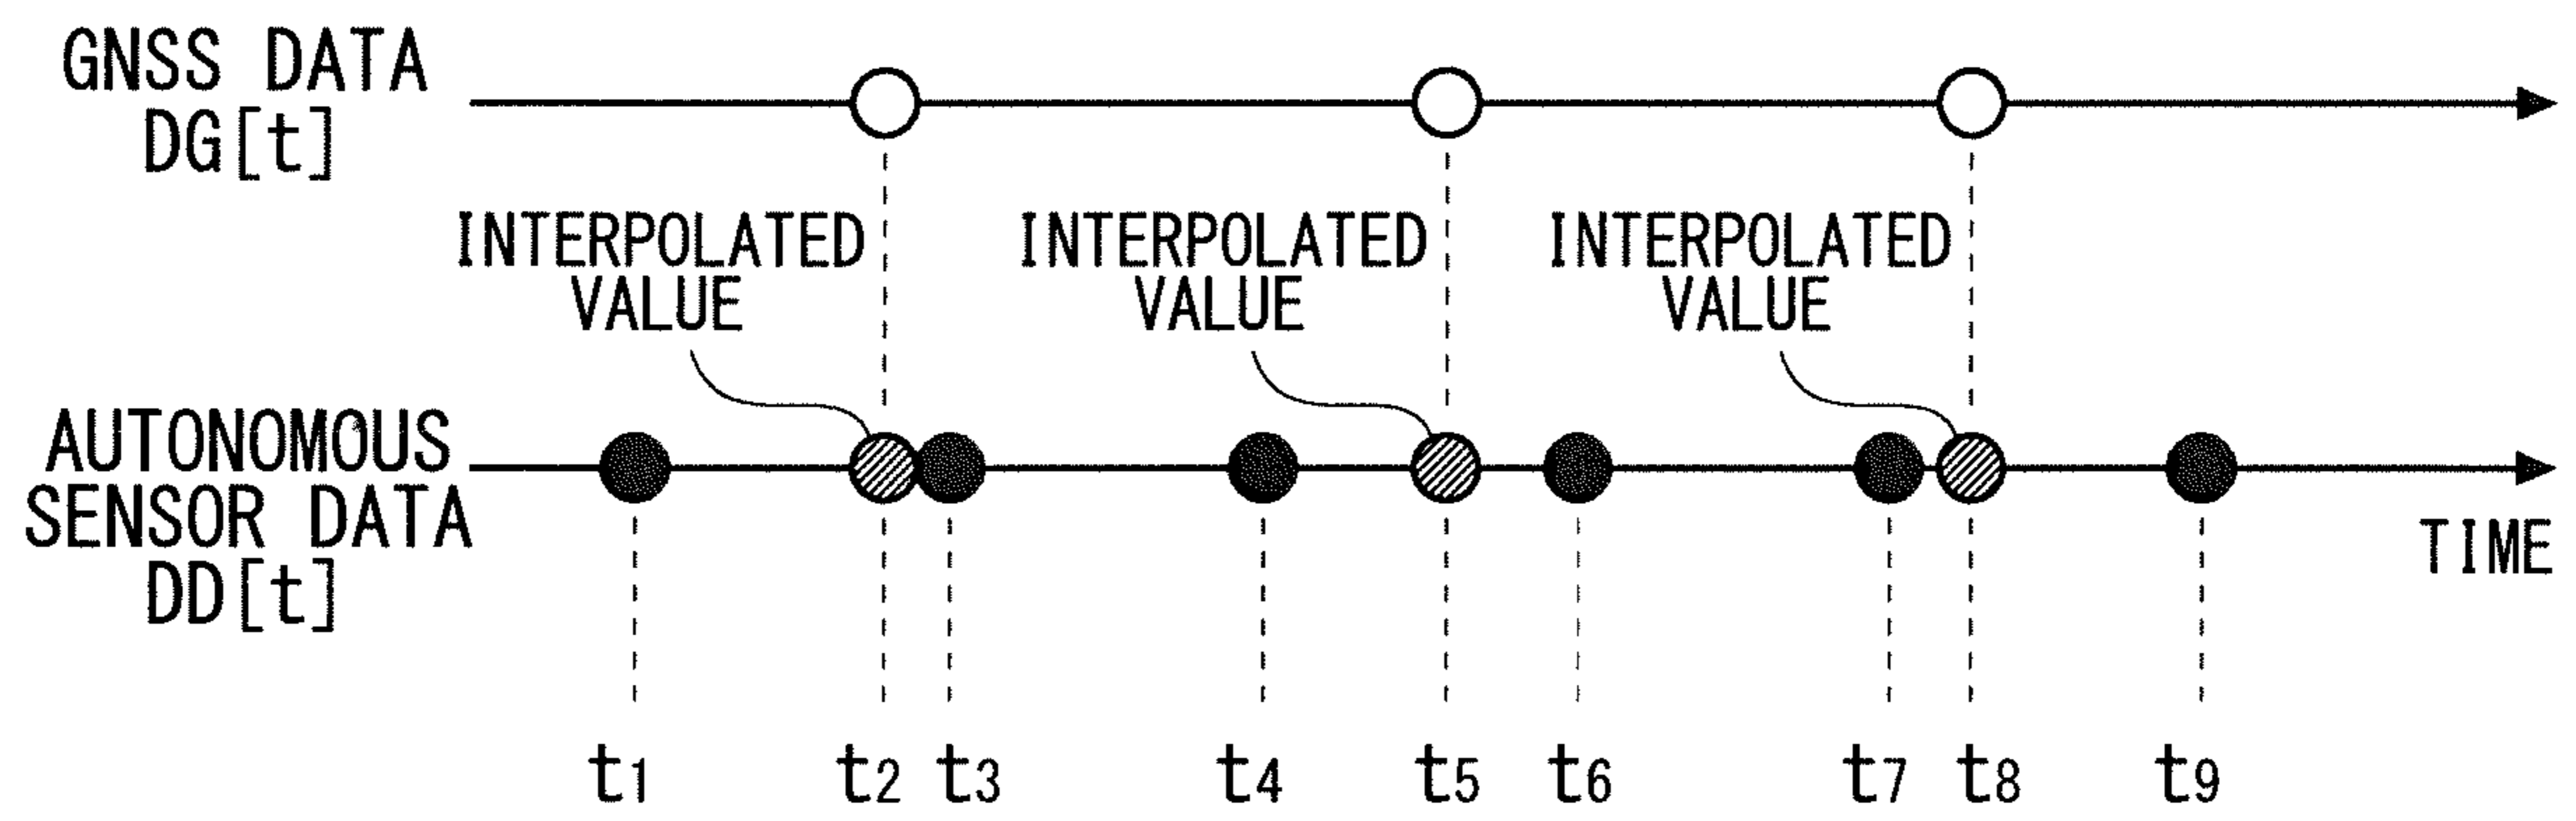 GNSS DATA
DG[t]
INTERPOLATED
VALUE
INTERPOLATED
VALUE
INTERPOLATED
VALUE
AUTONOMOUS
SENSOR DATA
DD[t]
TIME
t1 t2 t3 t4 t5 t6 t7 t8 t9